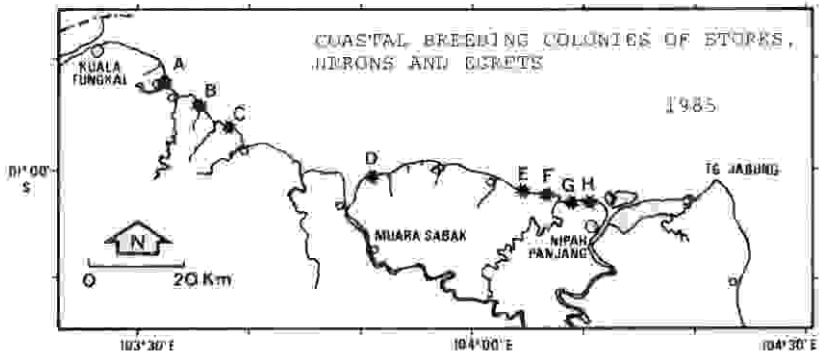 COASTAL BREEDING COLONIES OF STORKS,
HERONS AND EGRETS
1985
KUALA
TUNGKAL
A
B
C
D
E
F
G
H
TG JABUNG
01°00'
S
MUARA SABAK
NIPAH
PANJANG
N
0
20 Km
103°30'E
104°00'E
104°30'E